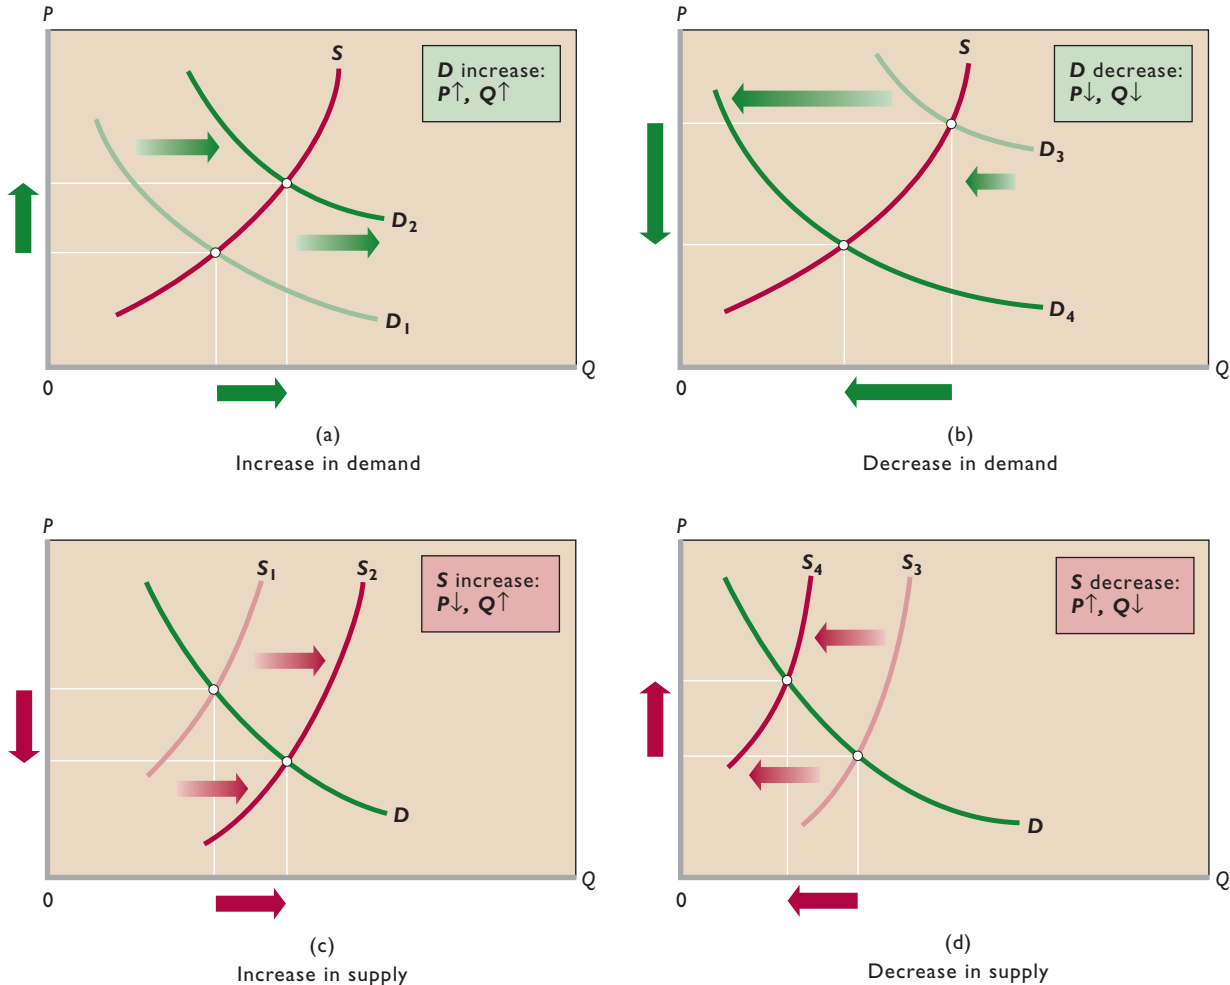 P
S
D increase:
P↑, Q↑
D2
D1
0
Q
(a)
Increase in demand
P
S
D decrease:
P↓, Q↓
D3
D4
0
Q
(b)
Decrease in demand
P
S1
S2
S increase:
P↓, Q↑
D
0
Q
(c)
Increase in supply
P
S4
S3
S decrease:
P↑, Q↓
D
0
Q
(d)
Decrease in supply